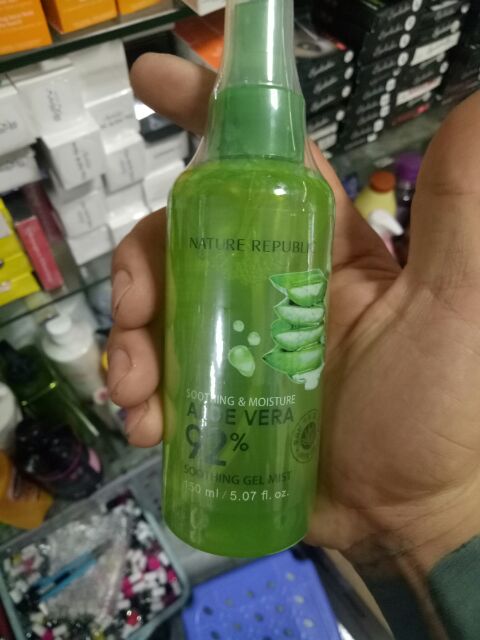 NATURE REPUBLIC
SOOTHING & MOISTURE
ALOE VERA
92%
SOOTHING GEL MIST
150 ml / 5.07 fl. oz.